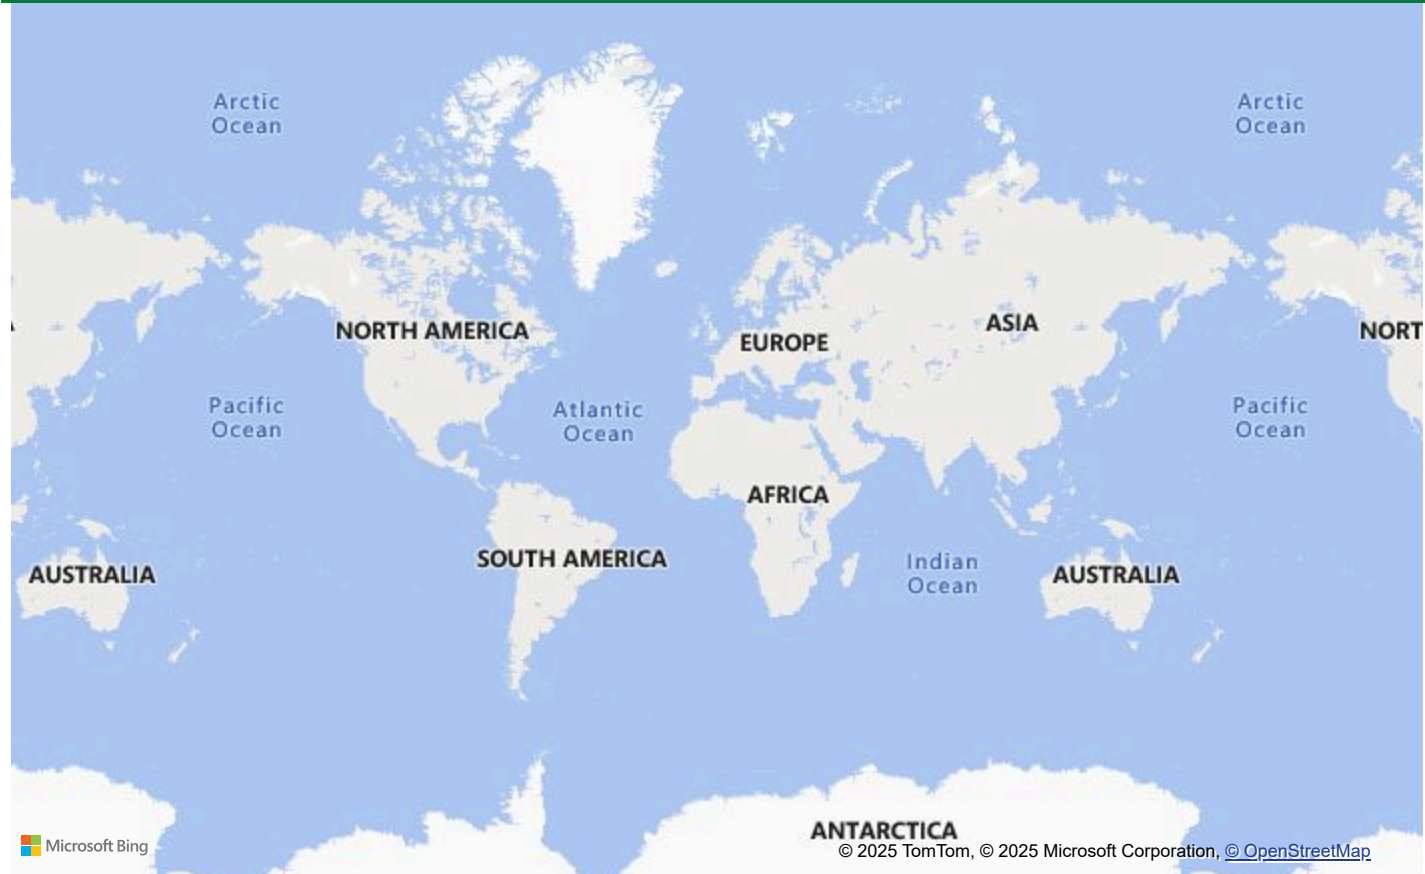 Arctic
Ocean
Arctic
Ocean
NORTH AMERICA
EUROPE
ASIA
NORT
Pacific
Ocean
Atlantic
Ocean
Pacific
Ocean
AFRICA
SOUTH AMERICA
Indian
Ocean
AUSTRALIA
AUSTRALIA
ANTARCTICA
Microsoft Bing
© 2025 TomTom, © 2025 Microsoft Corporation, © OpenStreetMap